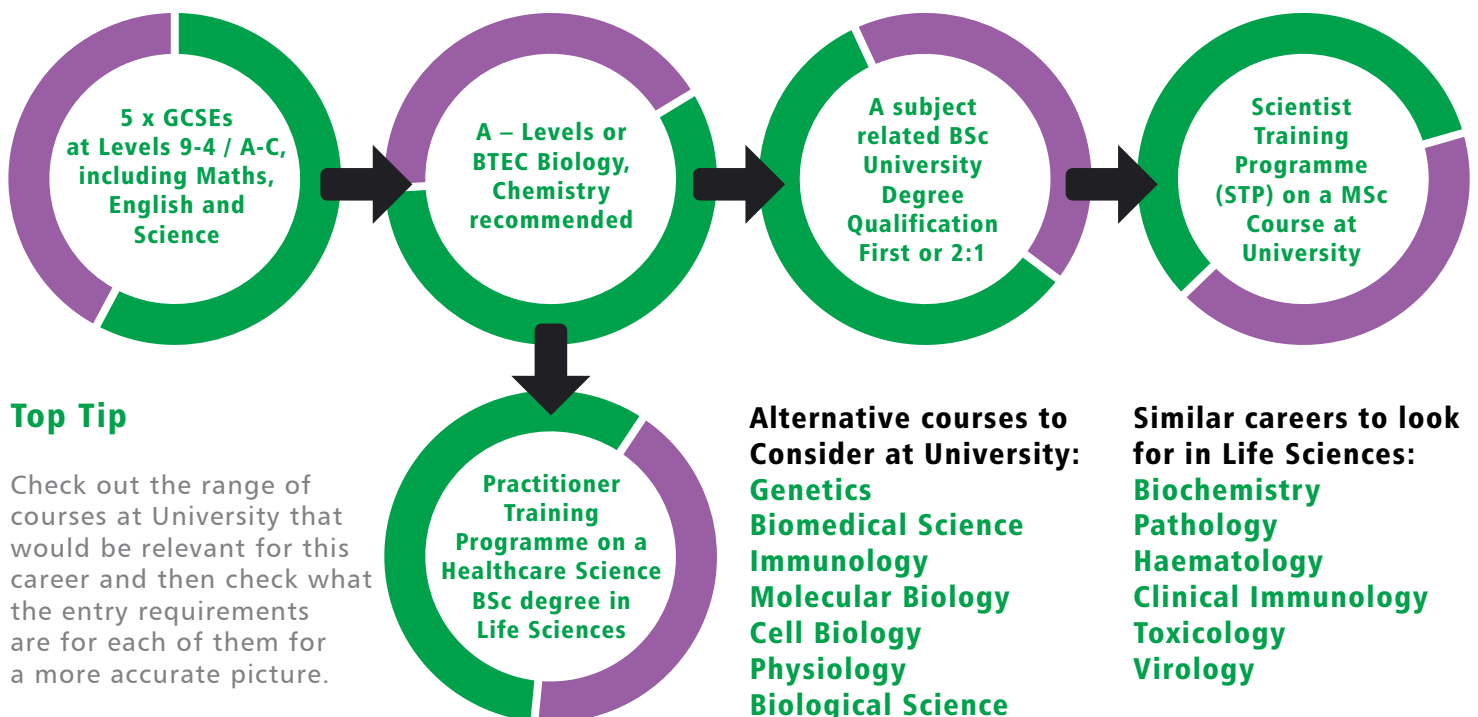 5 x GCSEs
at Levels 9-4 / A-C,
including Maths,
English and
Science
A – Levels or
BTEC Biology,
Chemistry
recommended
A subject
related BSc
University
Degree
Qualification
First or 2:1
Scientist
Training
Programme
(STP) on a MSc
Course at
University
Practitioner
Training
Programme on a
Healthcare Science
BSc degree in
Life Sciences
Top Tip
Check out the range of
courses at University that
would be relevant for this
career and then check what
the entry requirements
are for each of them for
a more accurate picture.
Alternative courses to
Consider at University:
Genetics
Biomedical Science
Immunology
Molecular Biology
Cell Biology
Physiology
Biological Science
Similar careers to look
for in Life Sciences:
Biochemistry
Pathology
Haematology
Clinical Immunology
Toxicology
Virology